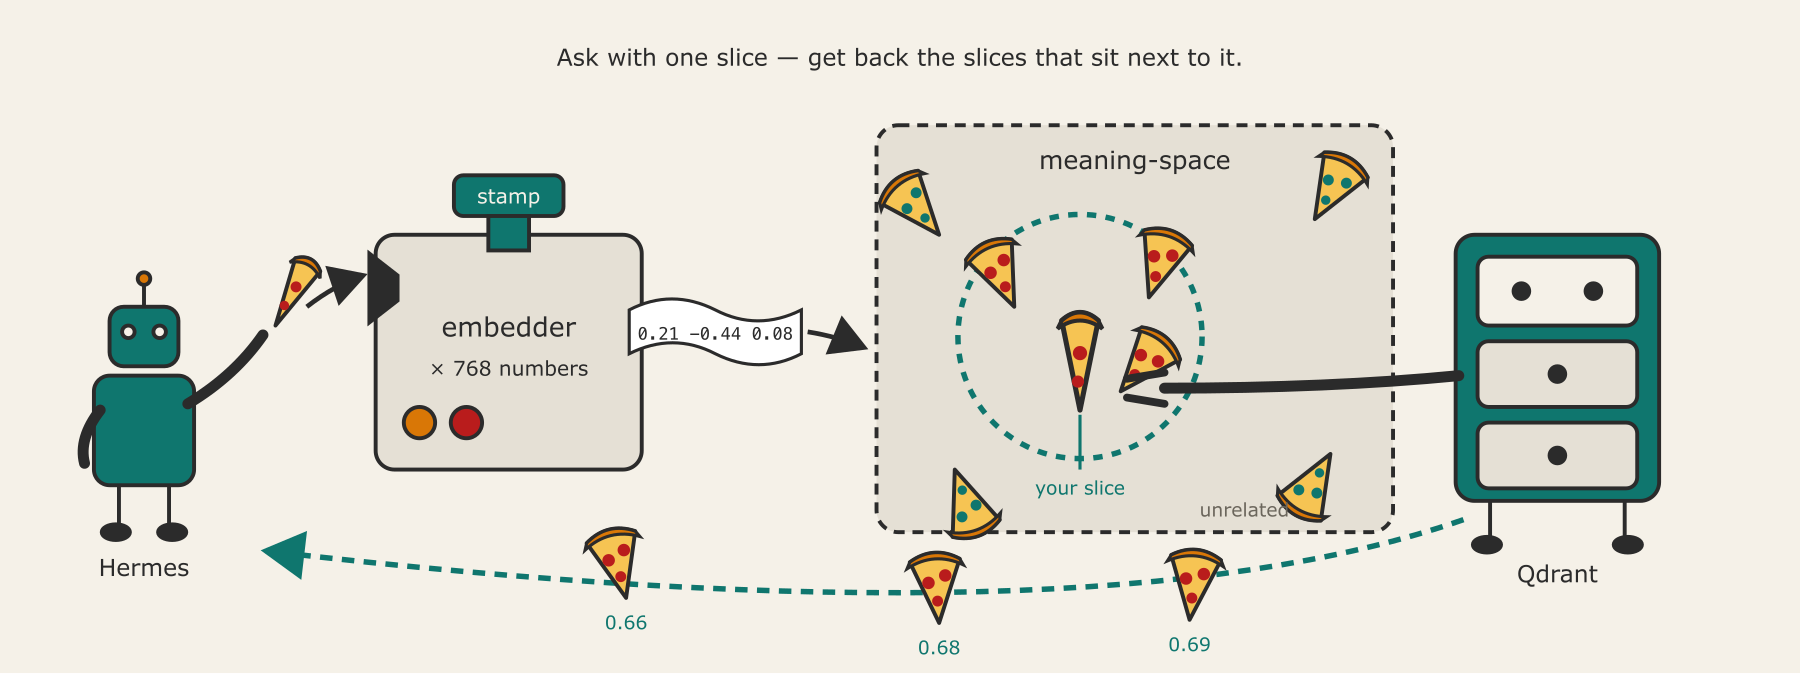 Ask with one slice — get back the slices that sit next to it.
meaning-space
stamp
embedder
× 768 numbers
0.21 −0.44 0.08
your slice
unrelated
Hermes
Qdrant
0.66
0.68
0.69